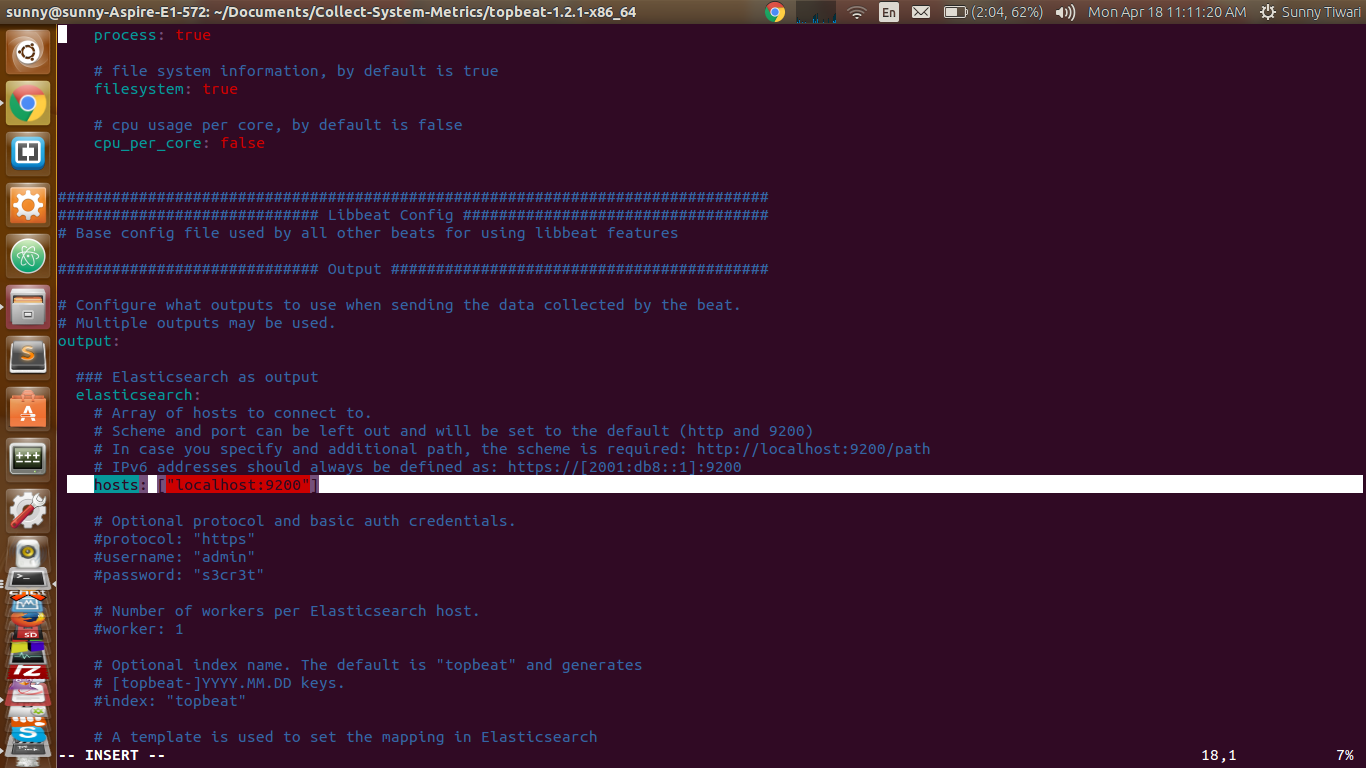 sunny@sunny-Aspire-E1-572: ~/Documents/Collect-System-Metrics/topbeat-1.2.1-x86_64
En (2:04, 62%) Mon Apr 18 11:11:20 AM Sunny Tiwari
process: true
# file system information, by default is true
filesystem: true
# cpu usage per core, by default is false
cpu_per_core: false
###############################################################################
############################# Libbeat Config ##################################
# Base config file used by all other beats for using libbeat features
############################# Output ##########################################
# Configure what outputs to use when sending the data collected by the beat.
# Multiple outputs may be used.
output:
### Elasticsearch as output
elasticsearch:
# Array of hosts to connect to.
# Scheme and port can be left out and will be set to the default (http and 9200)
# In case you specify and additional path, the scheme is required: http://localhost:9200/path
# IPv6 addresses should always be defined as: https://[2001:db8::1]:9200
hosts: ["localhost:9200"]
# Optional protocol and basic auth credentials.
#protocol: "https"
#username: "admin"
#password: "s3cr3t"
# Number of workers per Elasticsearch host.
#worker: 1
# Optional index name. The default is "topbeat" and generates
# [topbeat-]YYYY.MM.DD keys.
#index: "topbeat"
# A template is used to set the mapping in Elasticsearch
-- INSERT -- 18,1 7%